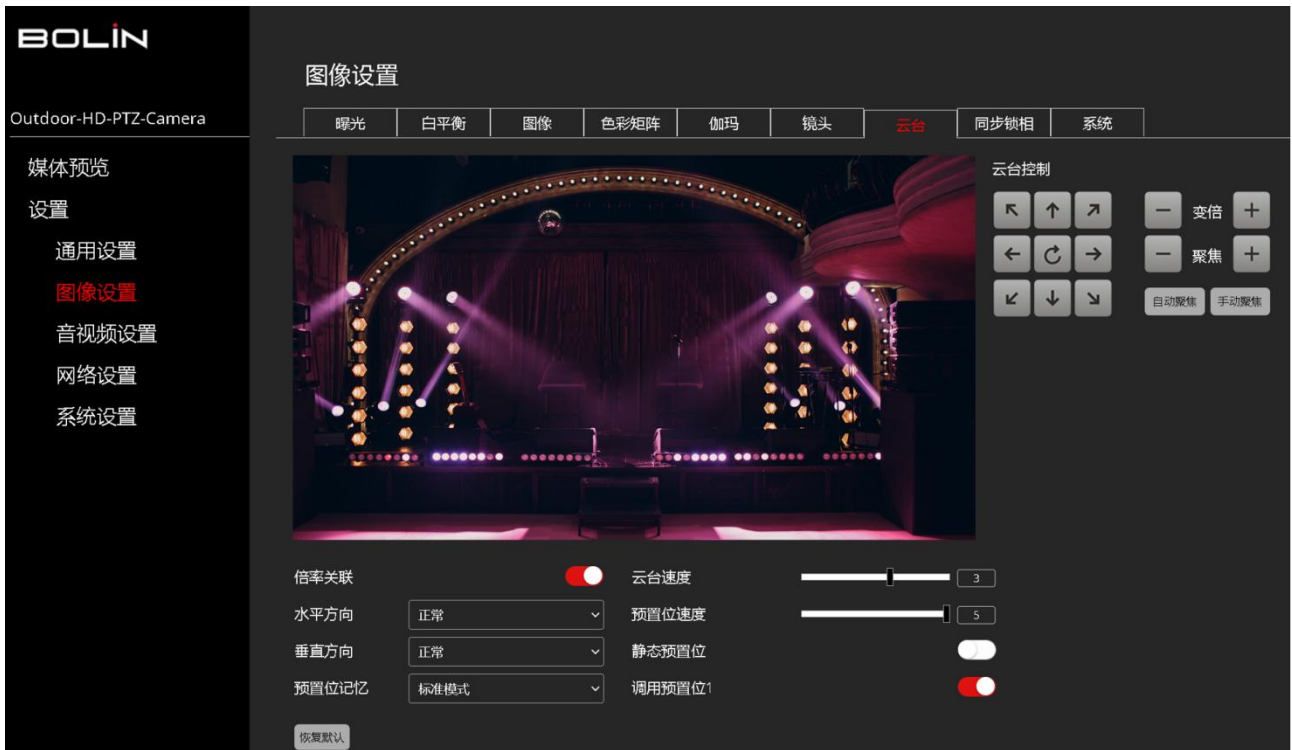 BOLIN
Outdoor-HD-PTZ-Camera
媒体预览
设置
通用设置
图像设置
音视频设置
网络设置
系统设置
图像设置
曝光 白平衡 图像 色彩矩阵 伽玛 镜头 云台 同步锁相 系统
云台控制
变倍
聚焦
自动聚焦 手动聚焦
倍率关联 云台速度 3
水平方向 正常 预置位速度 5
垂直方向 正常 静态预置位
预置位记忆 标准模式 调用预置位1
恢复默认